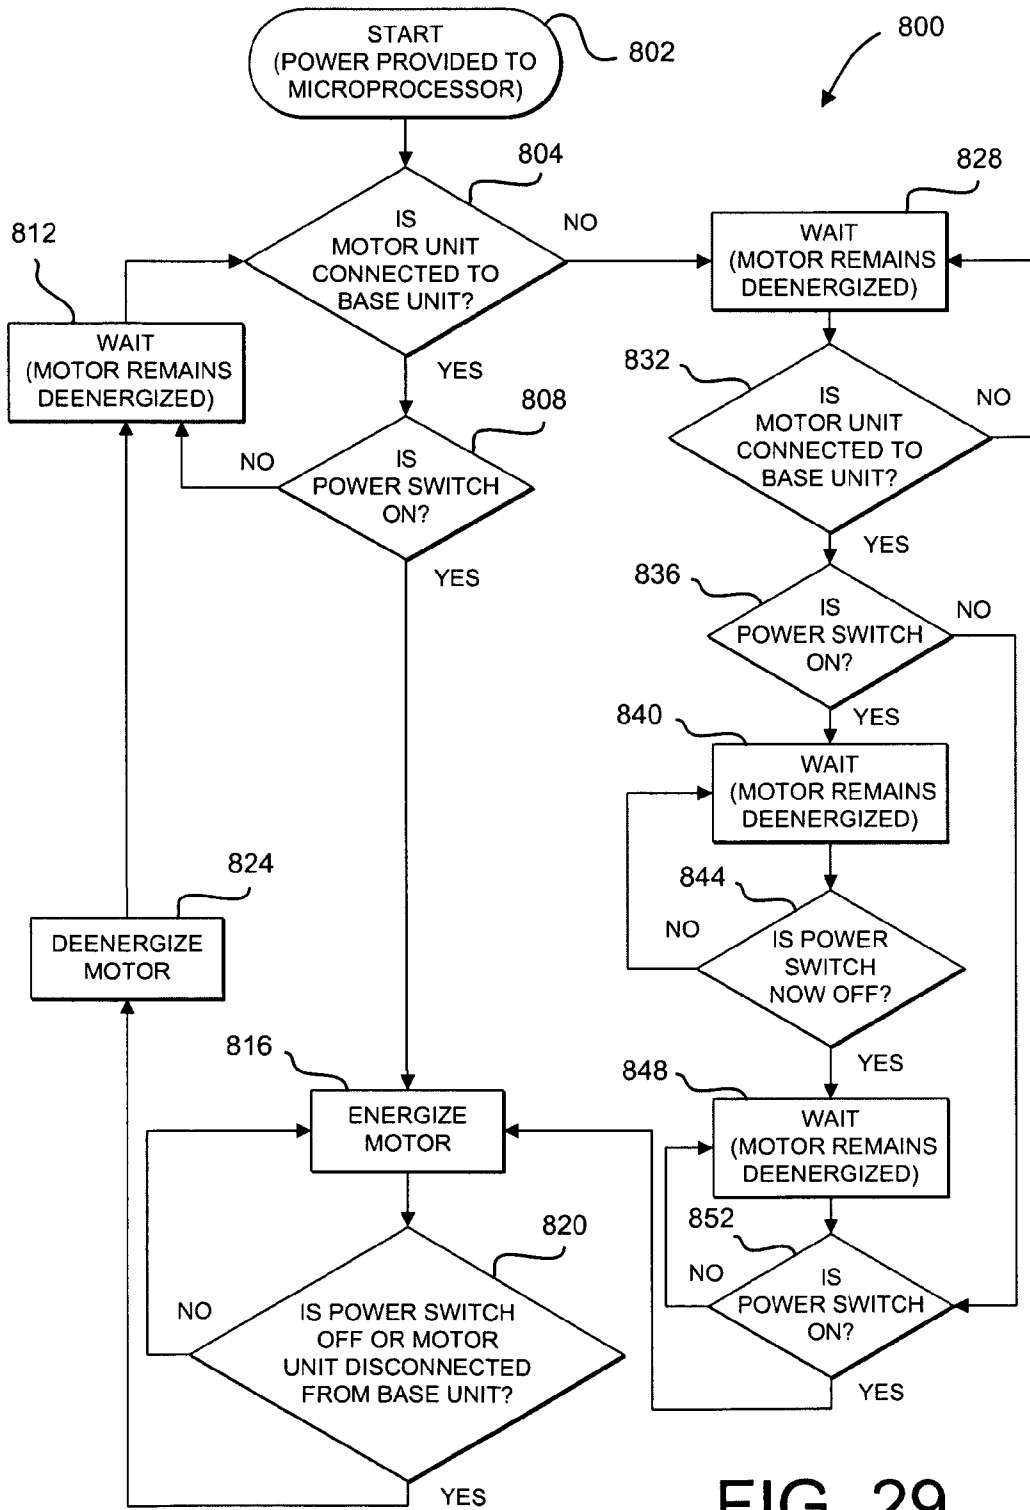 START
(POWER PROVIDED TO
MICROPROCESSOR)
802
800
804
IS
MOTOR UNIT
CONNECTED TO
BASE UNIT?
NO
YES
828
WAIT
(MOTOR REMAINS
DEENERGIZED)
812
WAIT
(MOTOR REMAINS
DEENERGIZED)
808
IS
POWER SWITCH
ON?
NO
YES
832
IS
MOTOR UNIT
CONNECTED TO
BASE UNIT?
NO
YES
836
IS
POWER SWITCH
ON?
NO
YES
840
WAIT
(MOTOR REMAINS
DEENERGIZED)
844
IS POWER
SWITCH
NOW OFF?
NO
YES
824
DEENERGIZE
MOTOR
816
ENERGIZE
MOTOR
848
WAIT
(MOTOR REMAINS
DEENERGIZED)
852
IS
POWER SWITCH
ON?
NO
YES
820
IS POWER SWITCH
OFF OR MOTOR
UNIT DISCONNECTED
FROM BASE UNIT?
NO
YES
FIG. 29